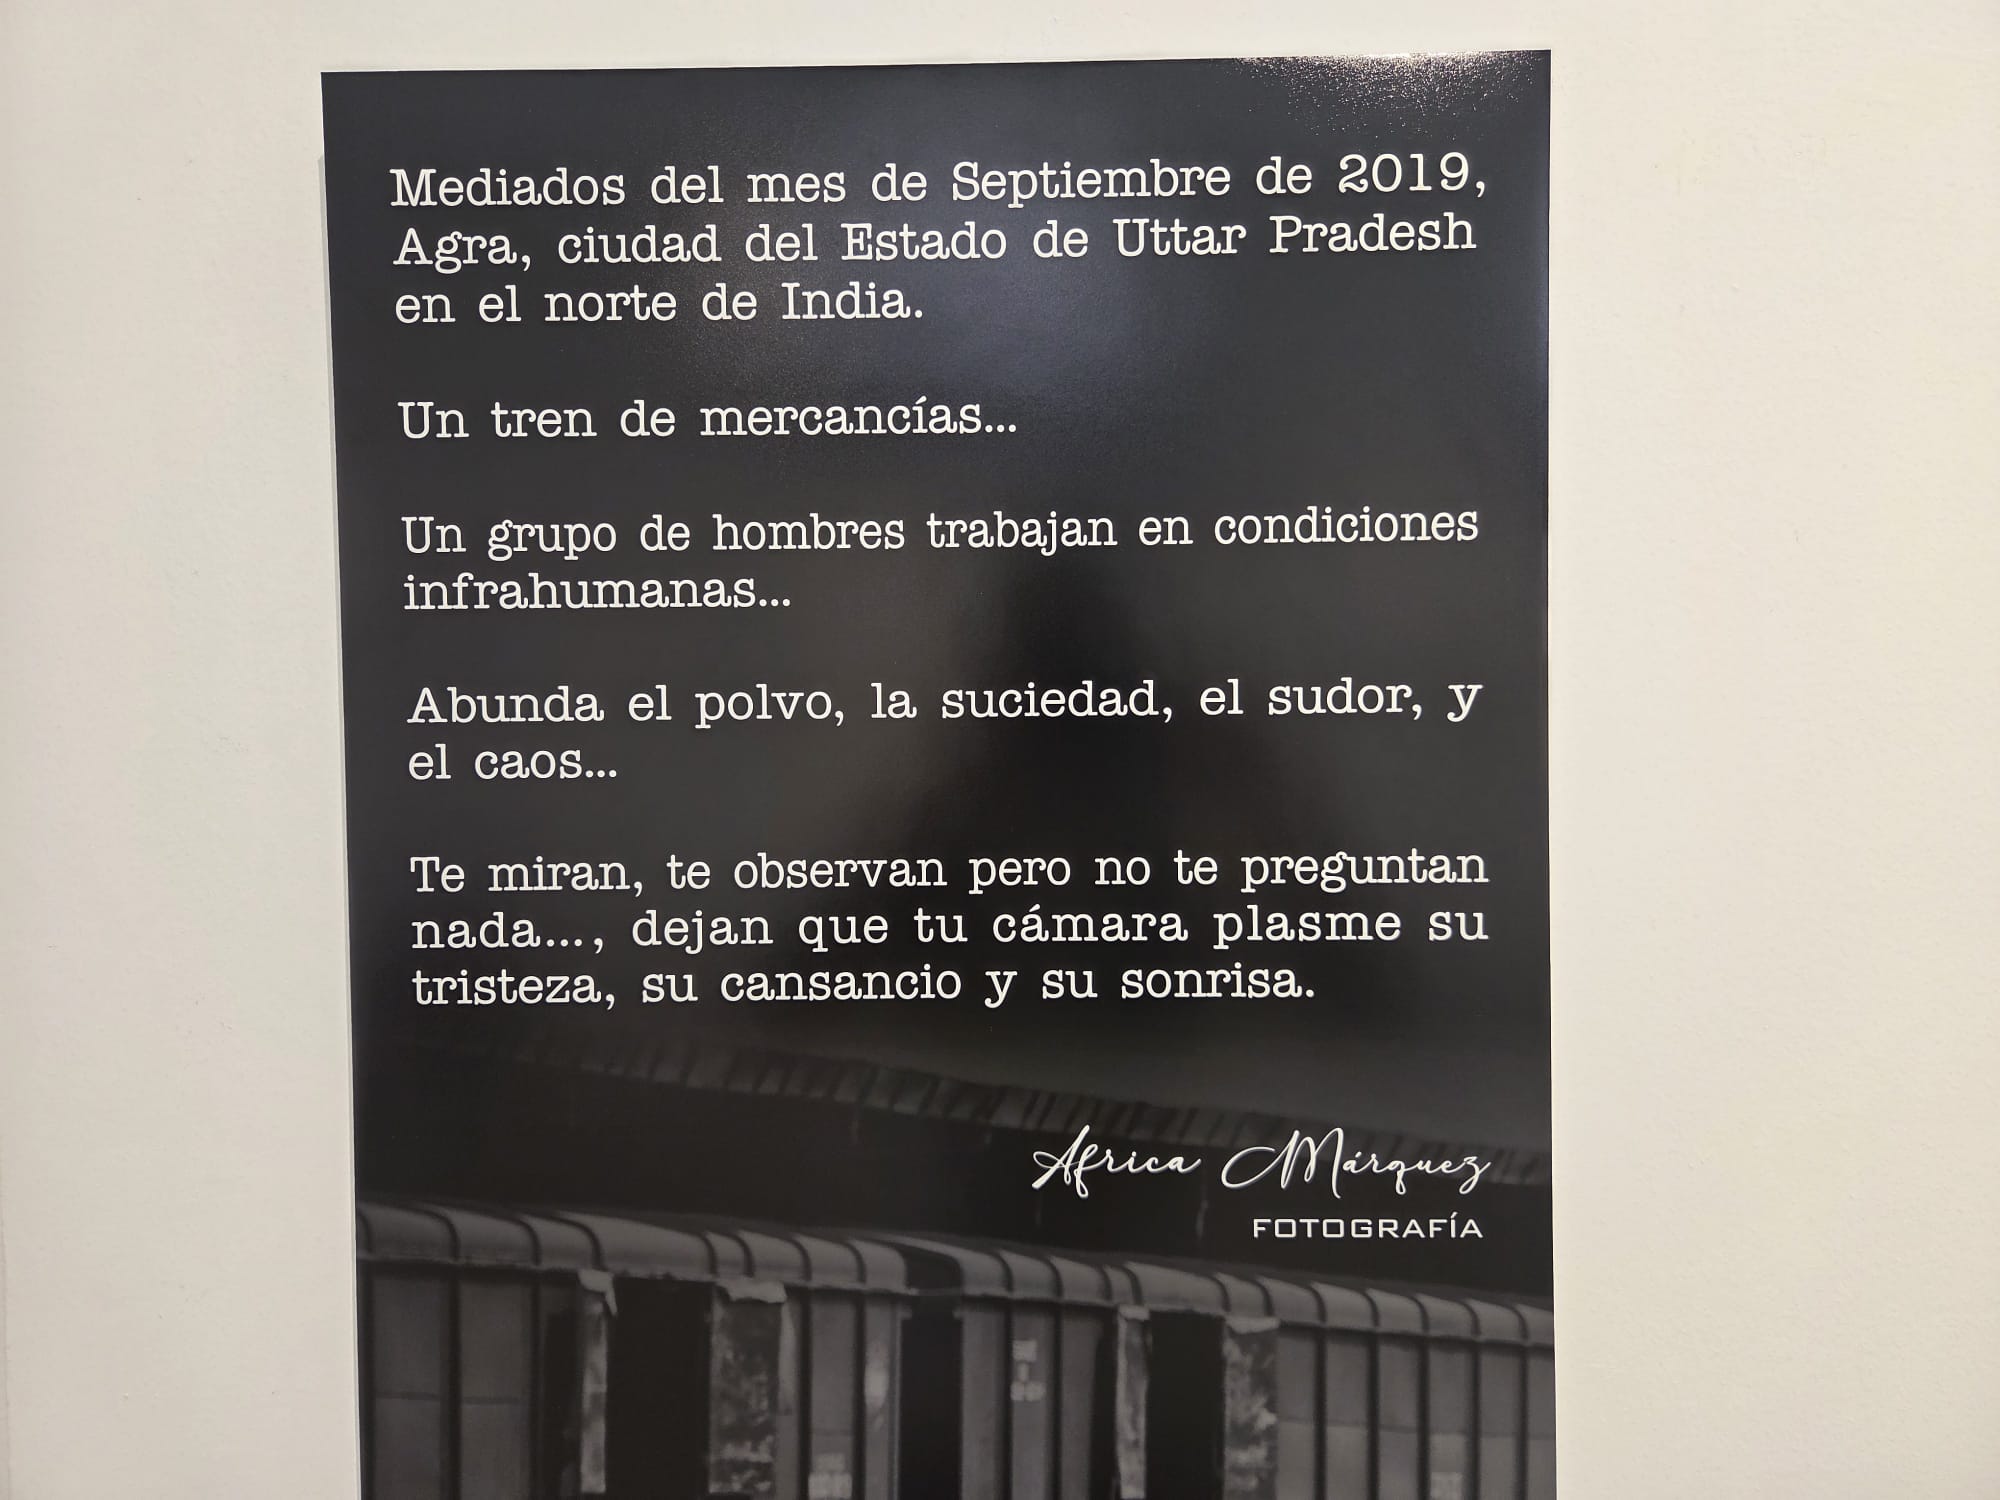 Mediados del mes de Septiembre de 2019,
Agra, ciudad del Estado de Uttar Pradesh
en el norte de India.
Un tren de mercancías...
Un grupo de hombres trabajan en condiciones
infrahumanas...
Abunda el polvo, la suciedad, el sudor, y
el caos...
Te miran, te observan pero no te preguntan
nada..., dejan que tu cámara plasme su
tristeza, su cansancio y su sonrisa.
Africa Márquez
FOTOGRAFÍA